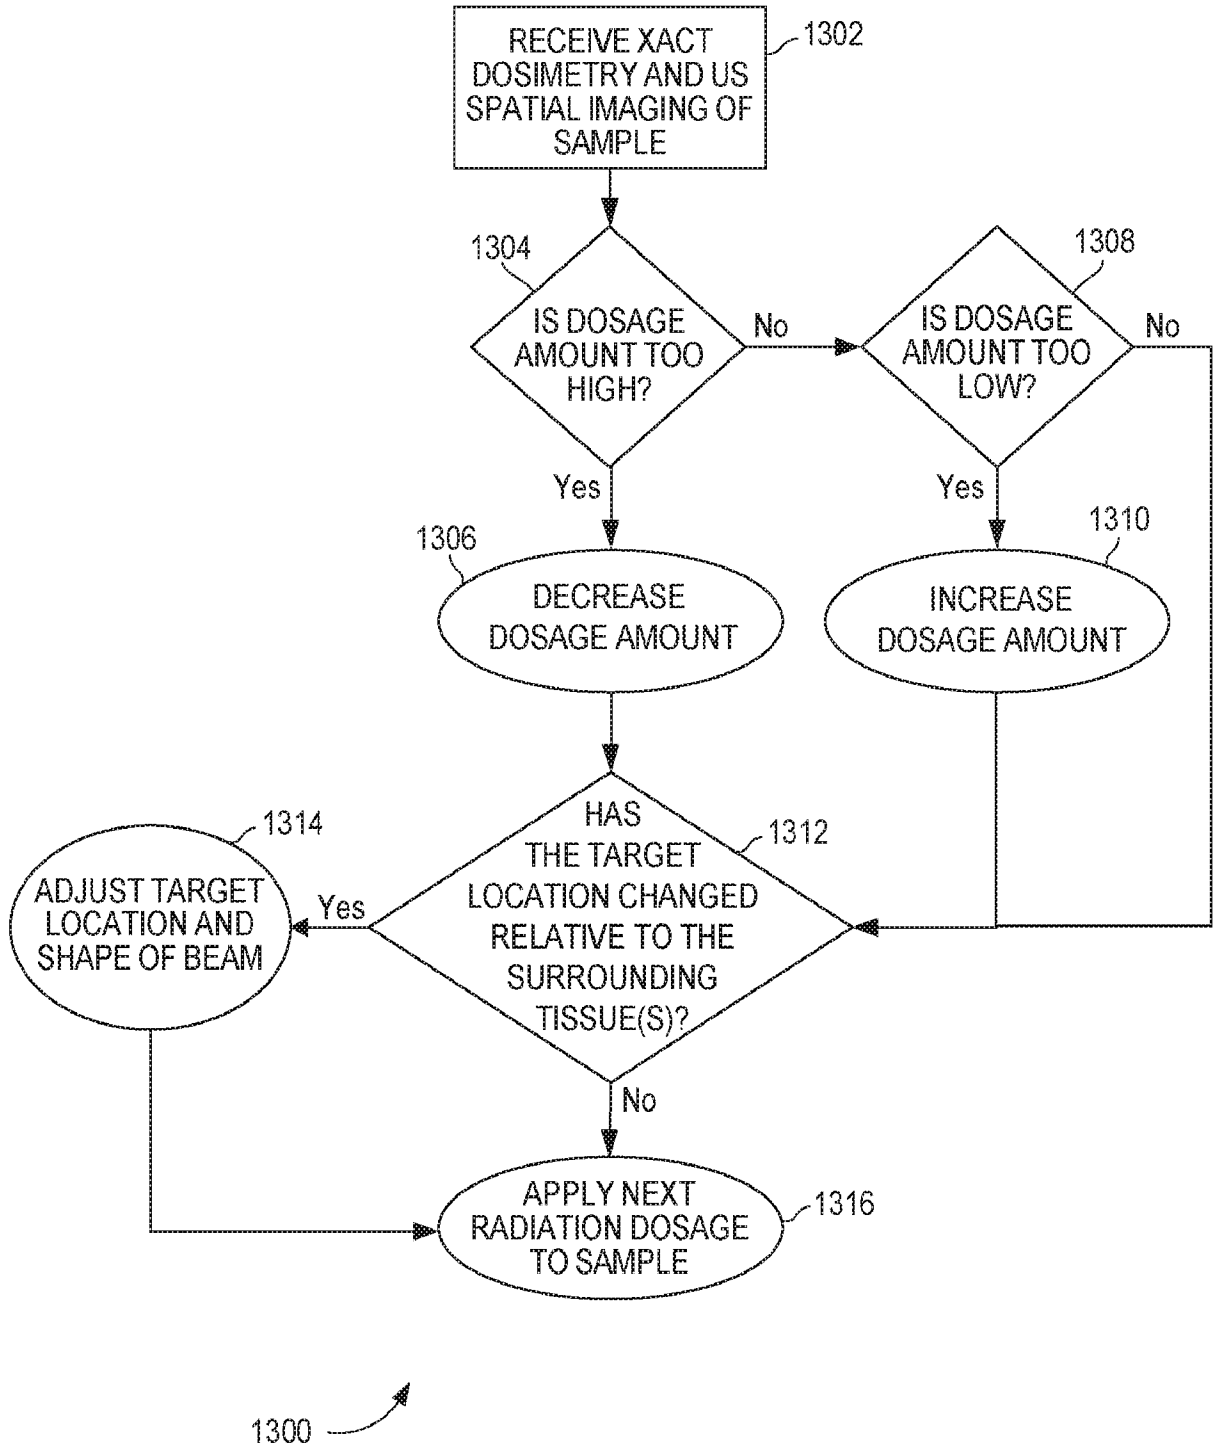 RECEIVE XACT
DOSIMETRY AND US
SPATIAL IMAGING OF
SAMPLE
1302
1304
IS DOSAGE
AMOUNT TOO
HIGH?
No
Yes
1308
IS DOSAGE
AMOUNT TOO
LOW?
No
Yes
1306
DECREASE
DOSAGE AMOUNT
1310
INCREASE
DOSAGE AMOUNT
1312
HAS
THE TARGET
LOCATION CHANGED
RELATIVE TO THE
SURROUNDING
TISSUE(S)?
Yes
No
1314
ADJUST TARGET
LOCATION AND
SHAPE OF BEAM
APPLY NEXT
RADIATION DOSAGE
TO SAMPLE
1316
1300